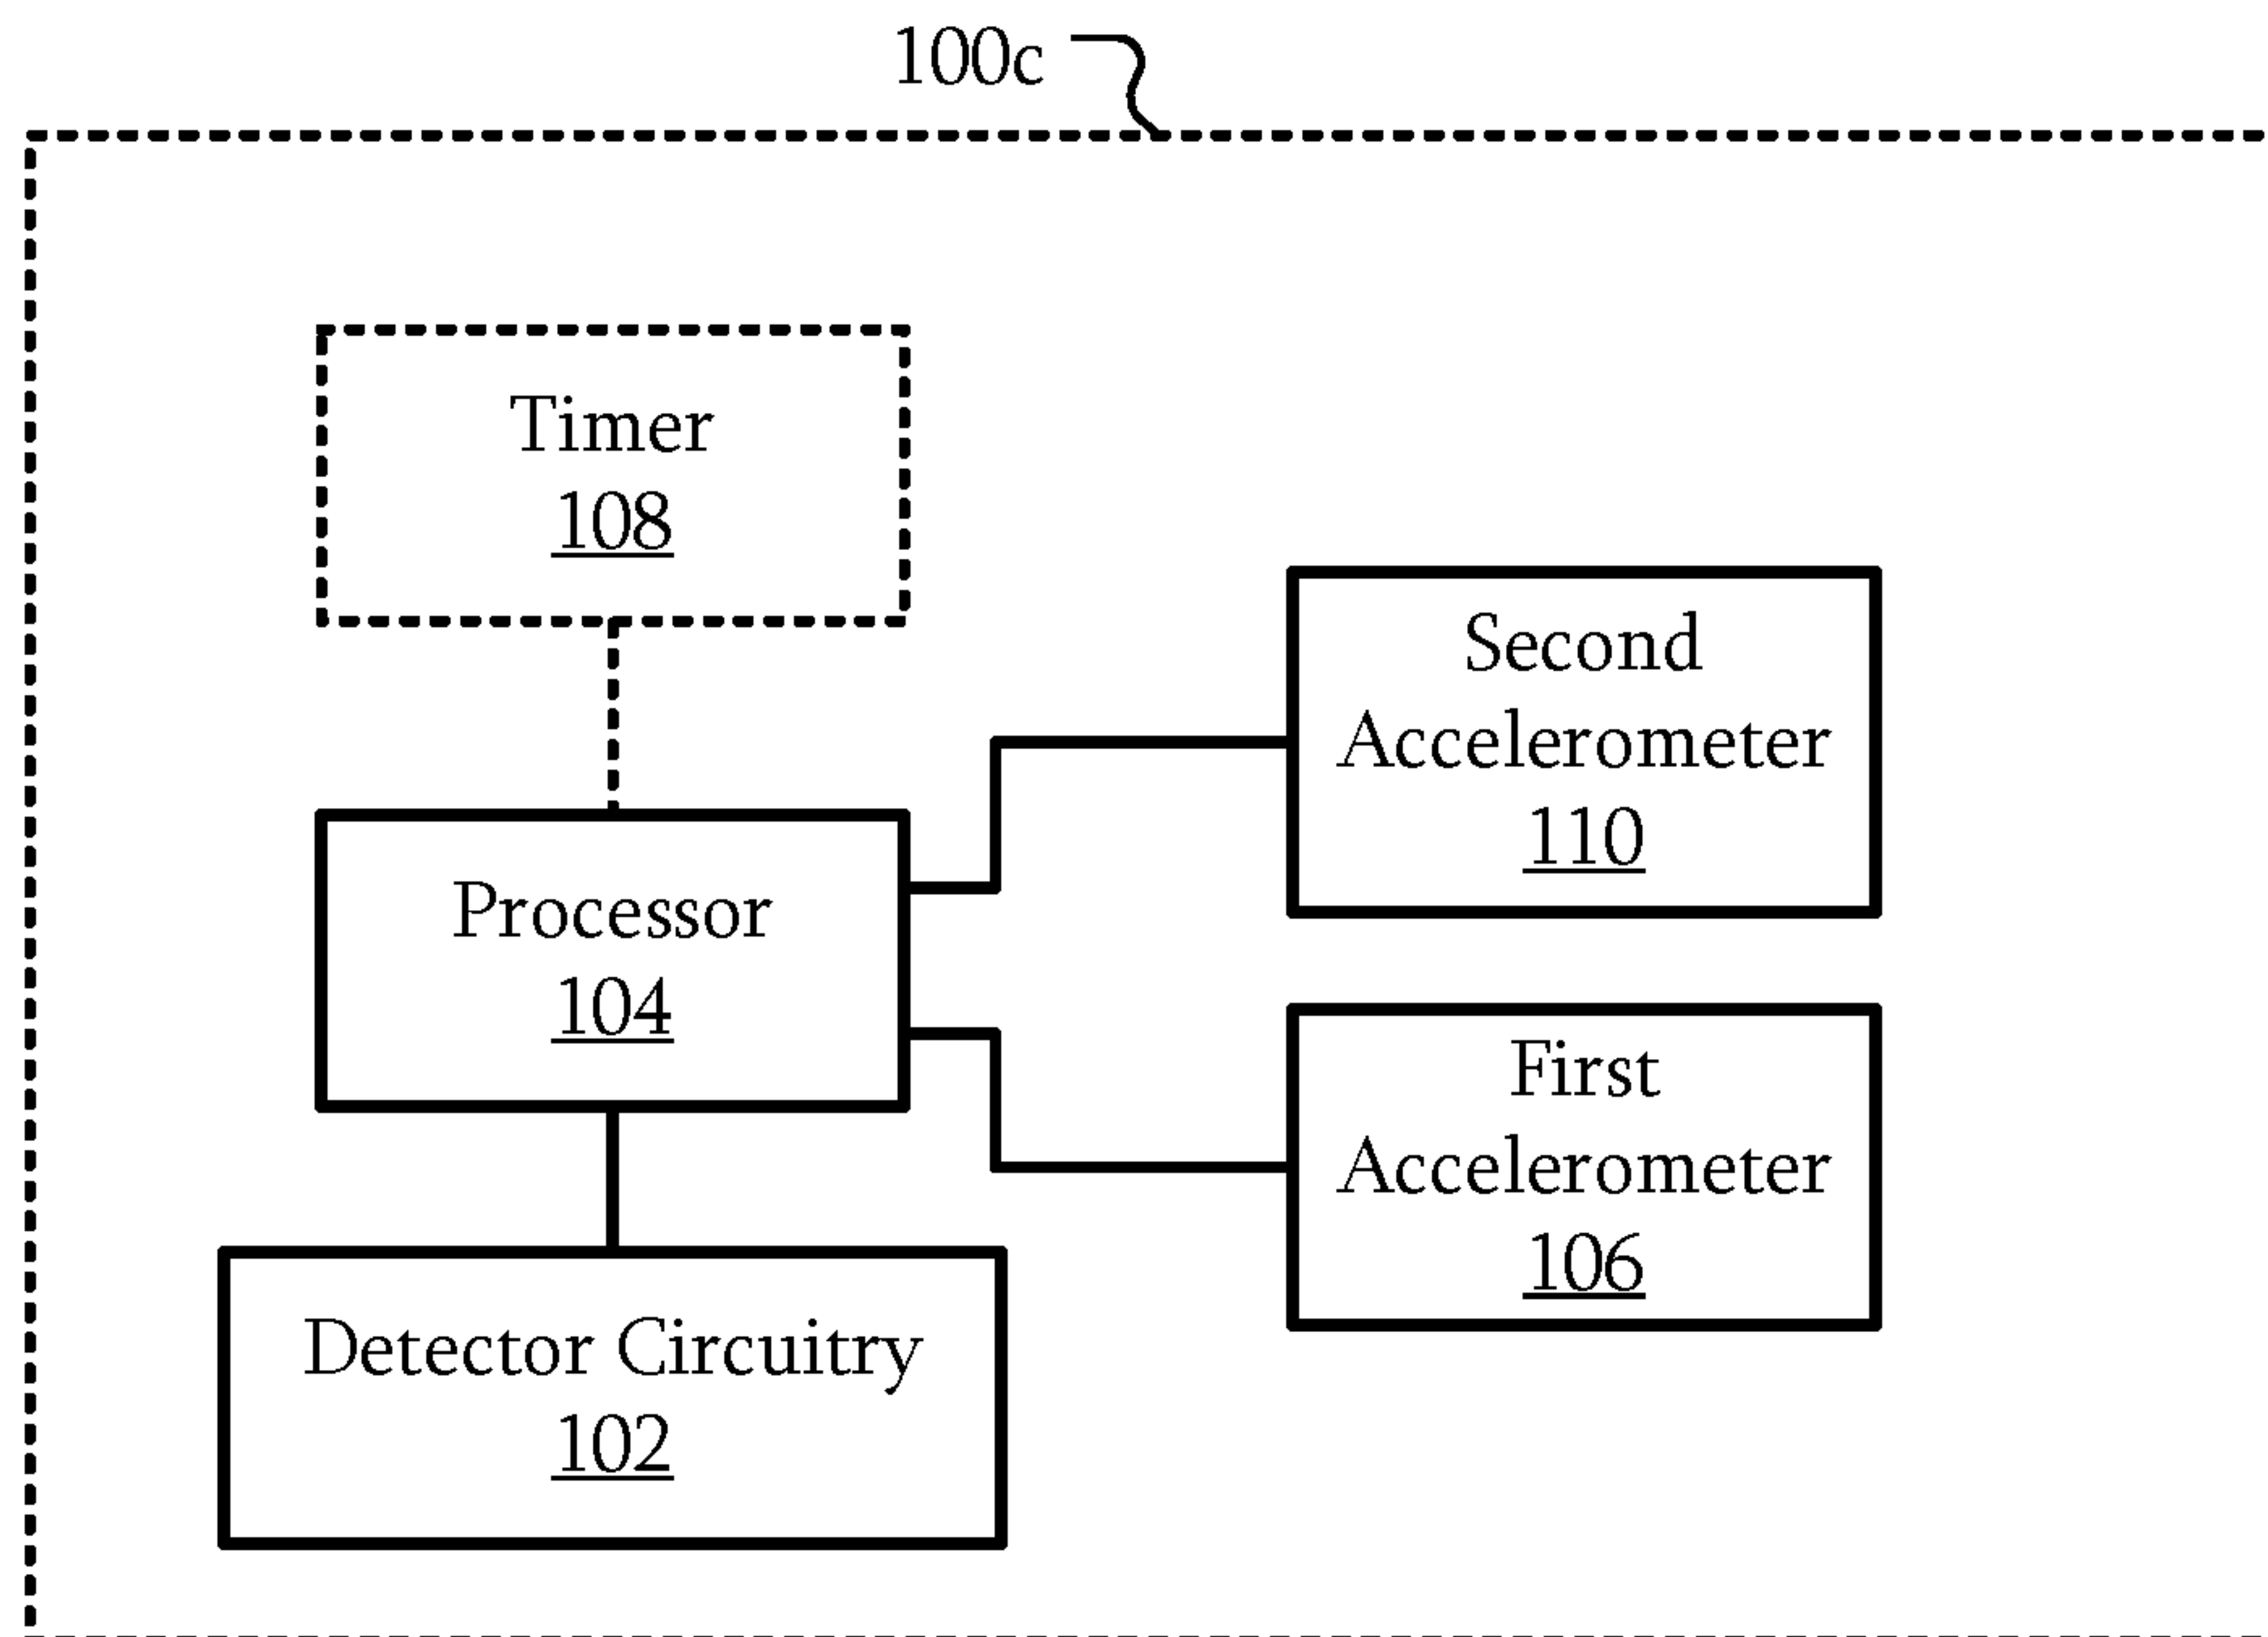 100c
Timer
108
Second
Accelerometer
110
Processor
104
First
Accelerometer
106
Detector Circuitry
102